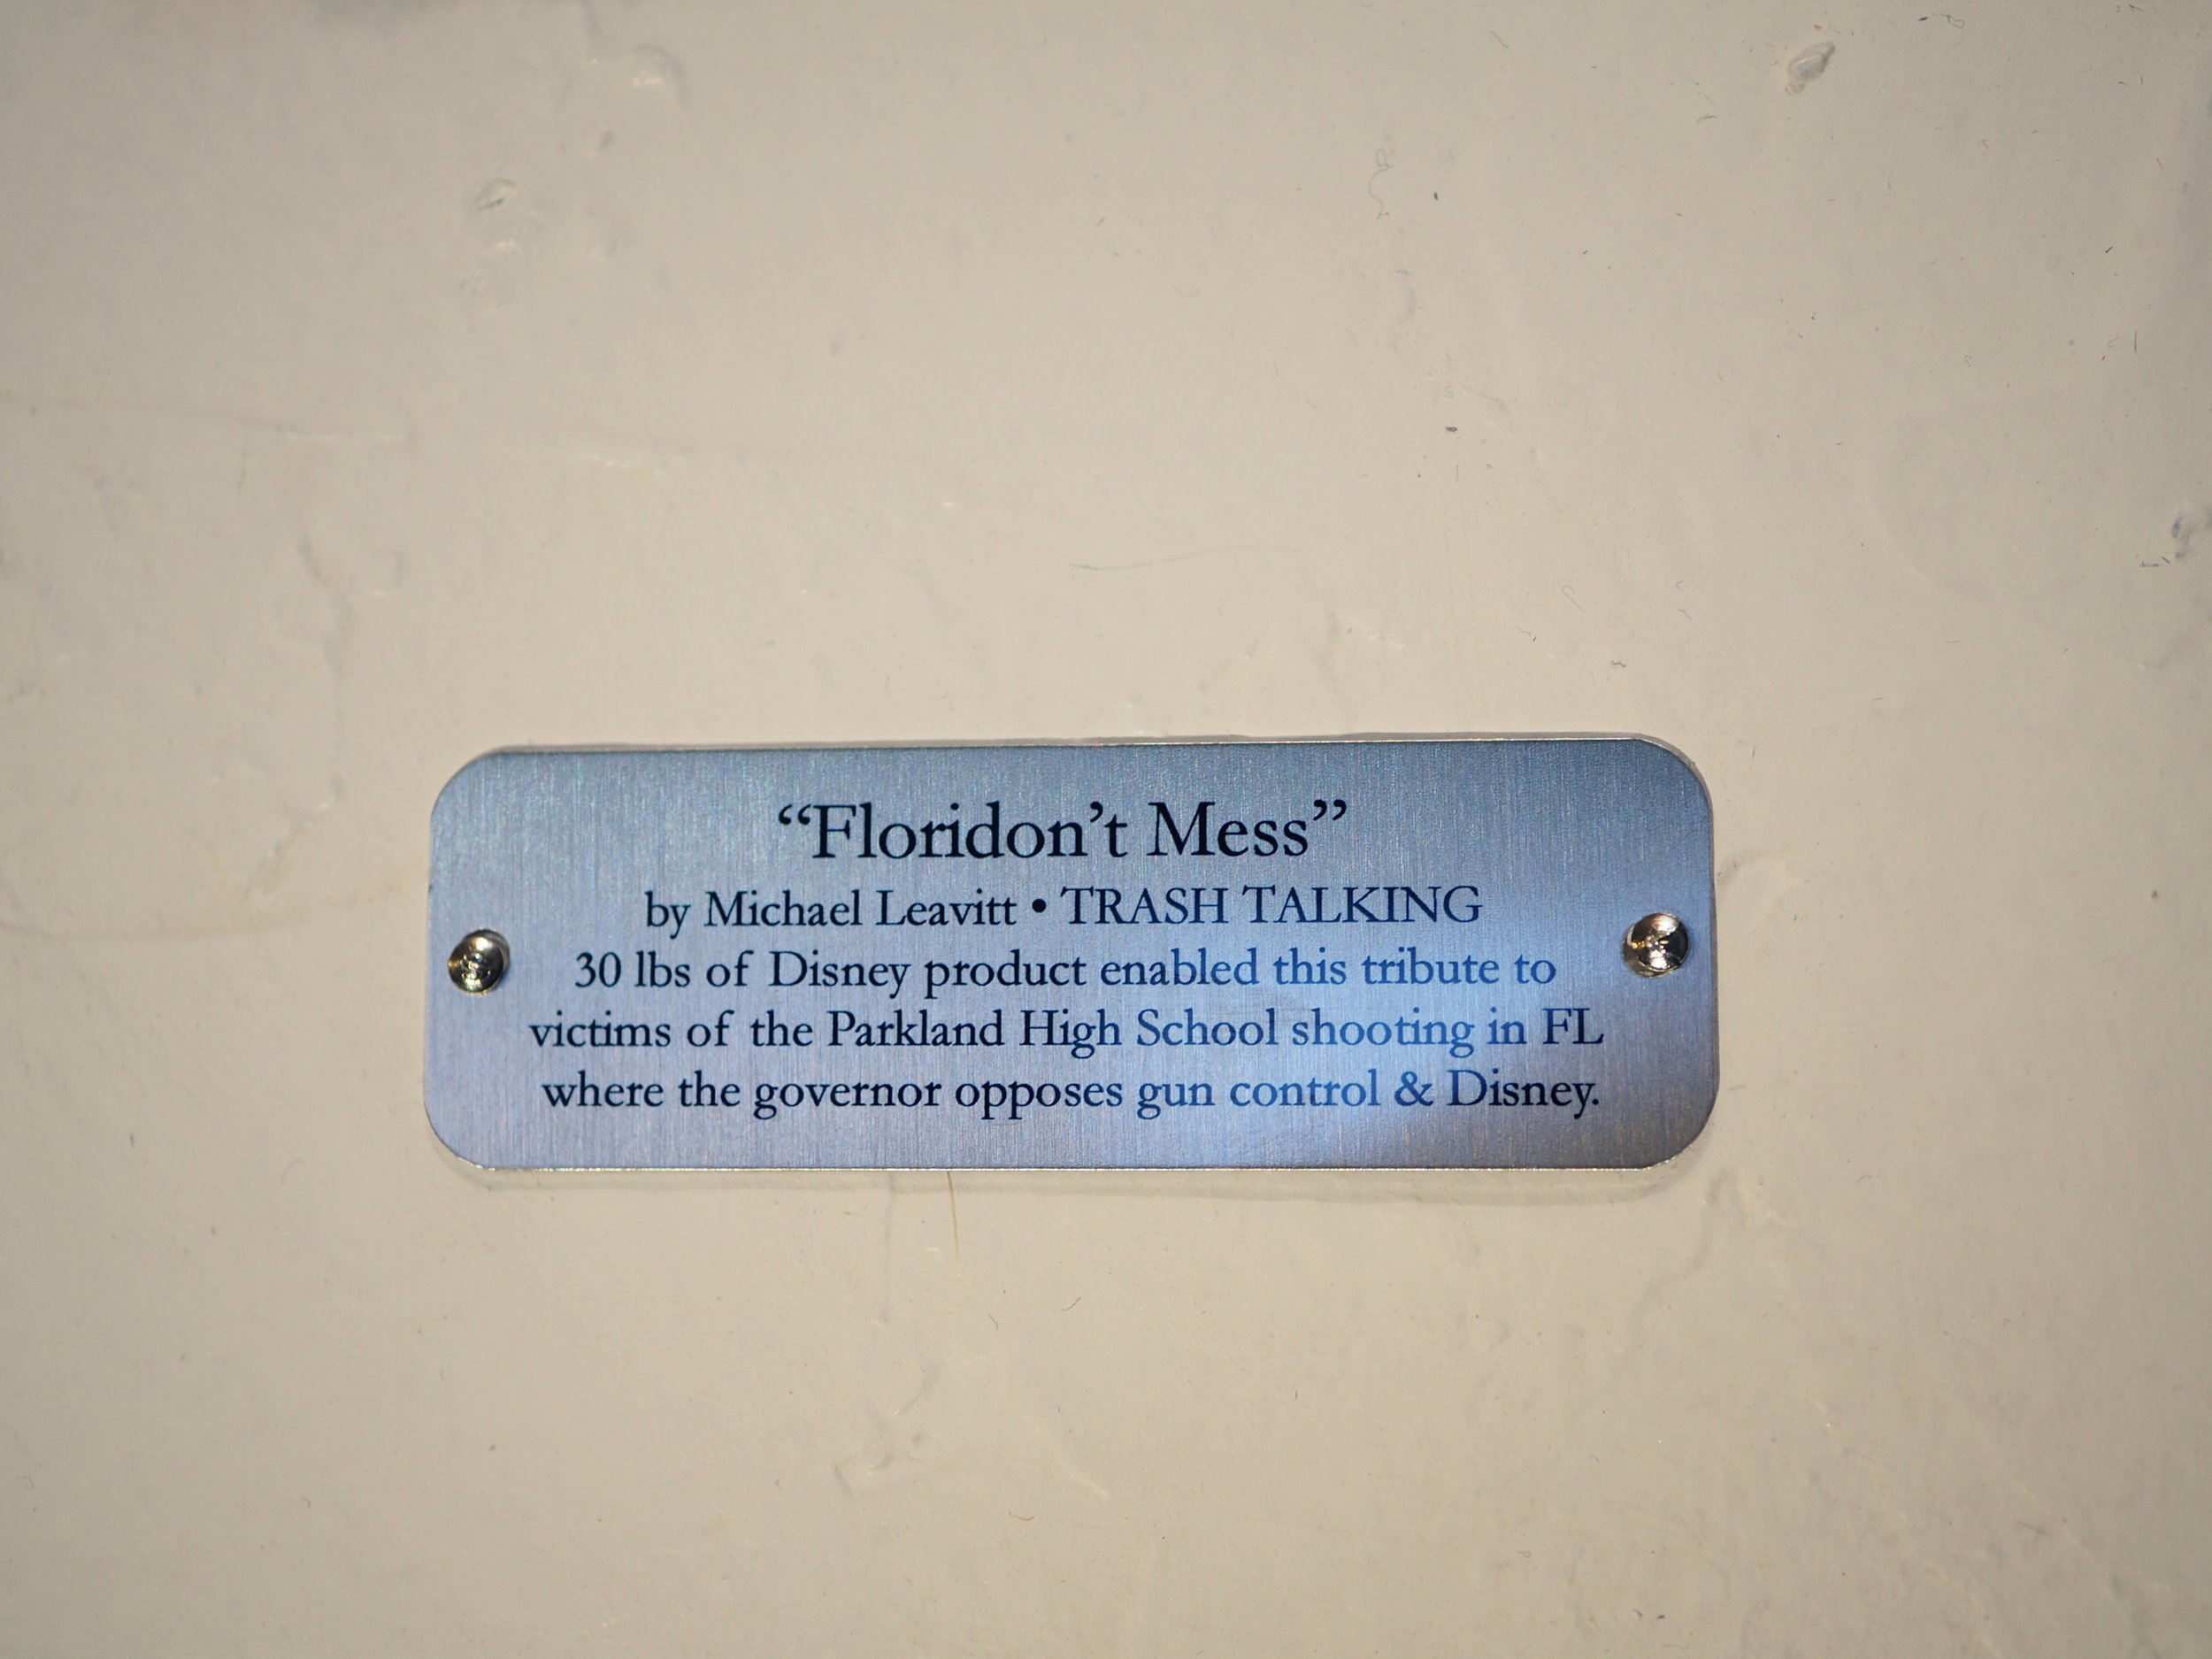 “Floridon’t Mess”
by Michael Leavitt • TRASH TALKING
30 lbs of Disney product enabled this tribute to
victims of the Parkland High School shooting in FL
where the governor opposes gun control & Disney.